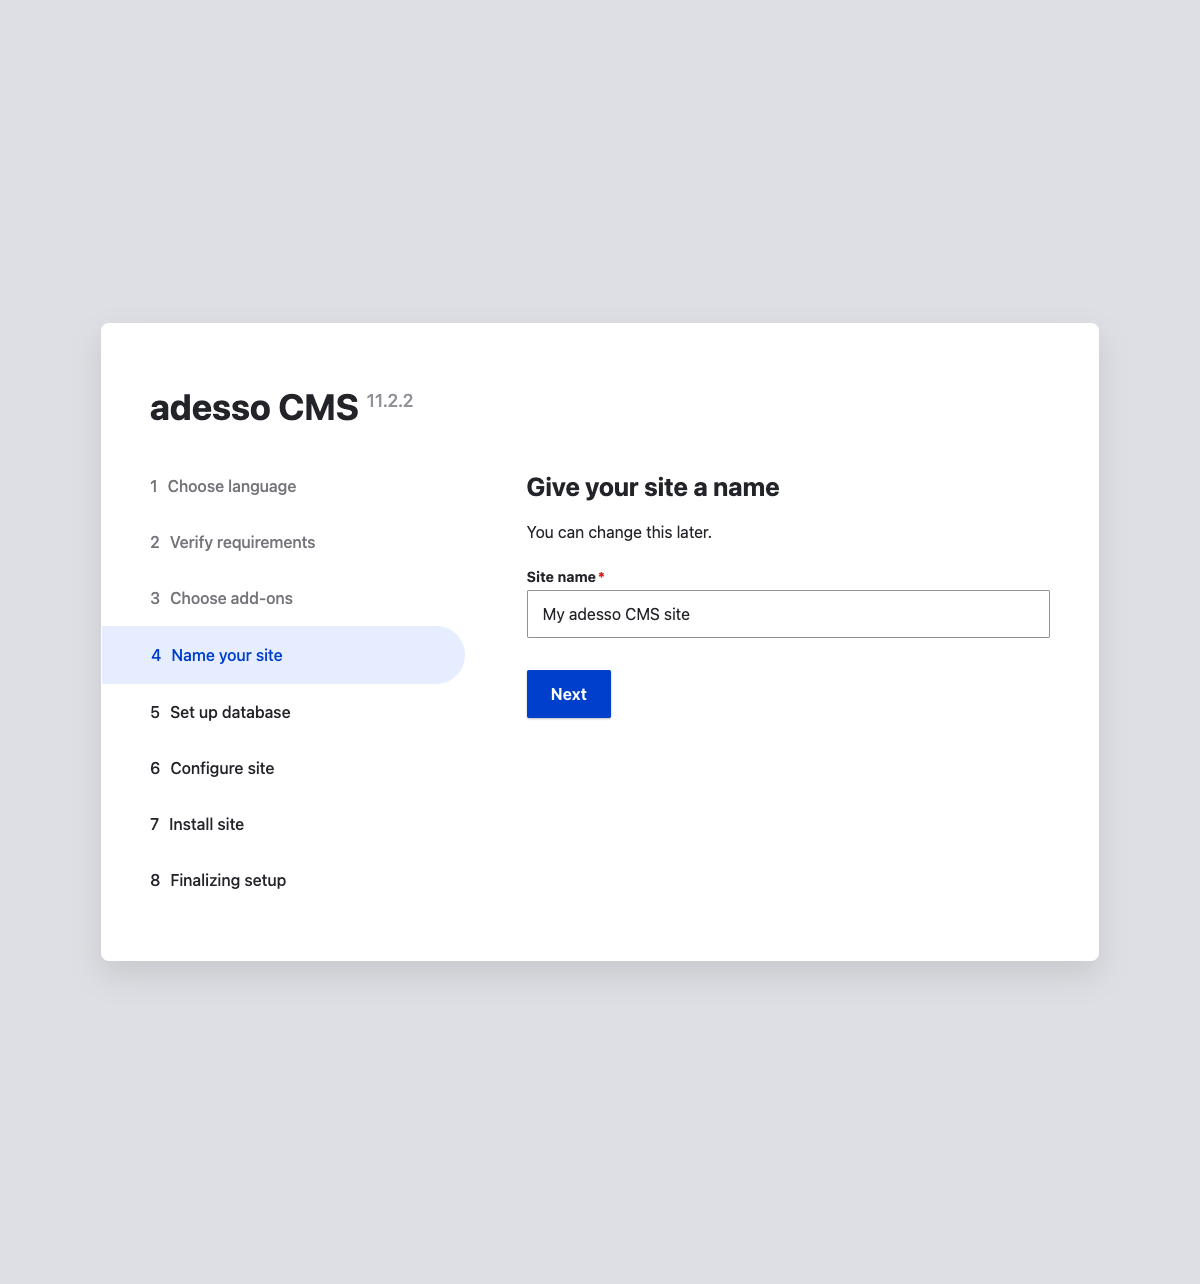 adesso CMS 11.2.2
1 Choose language
2 Verify requirements
3 Choose add-ons
4 Name your site
5 Set up database
6 Configure site
7 Install site
8 Finalizing setup
Give your site a name
You can change this later.
Site name*
My adesso CMS site
Next